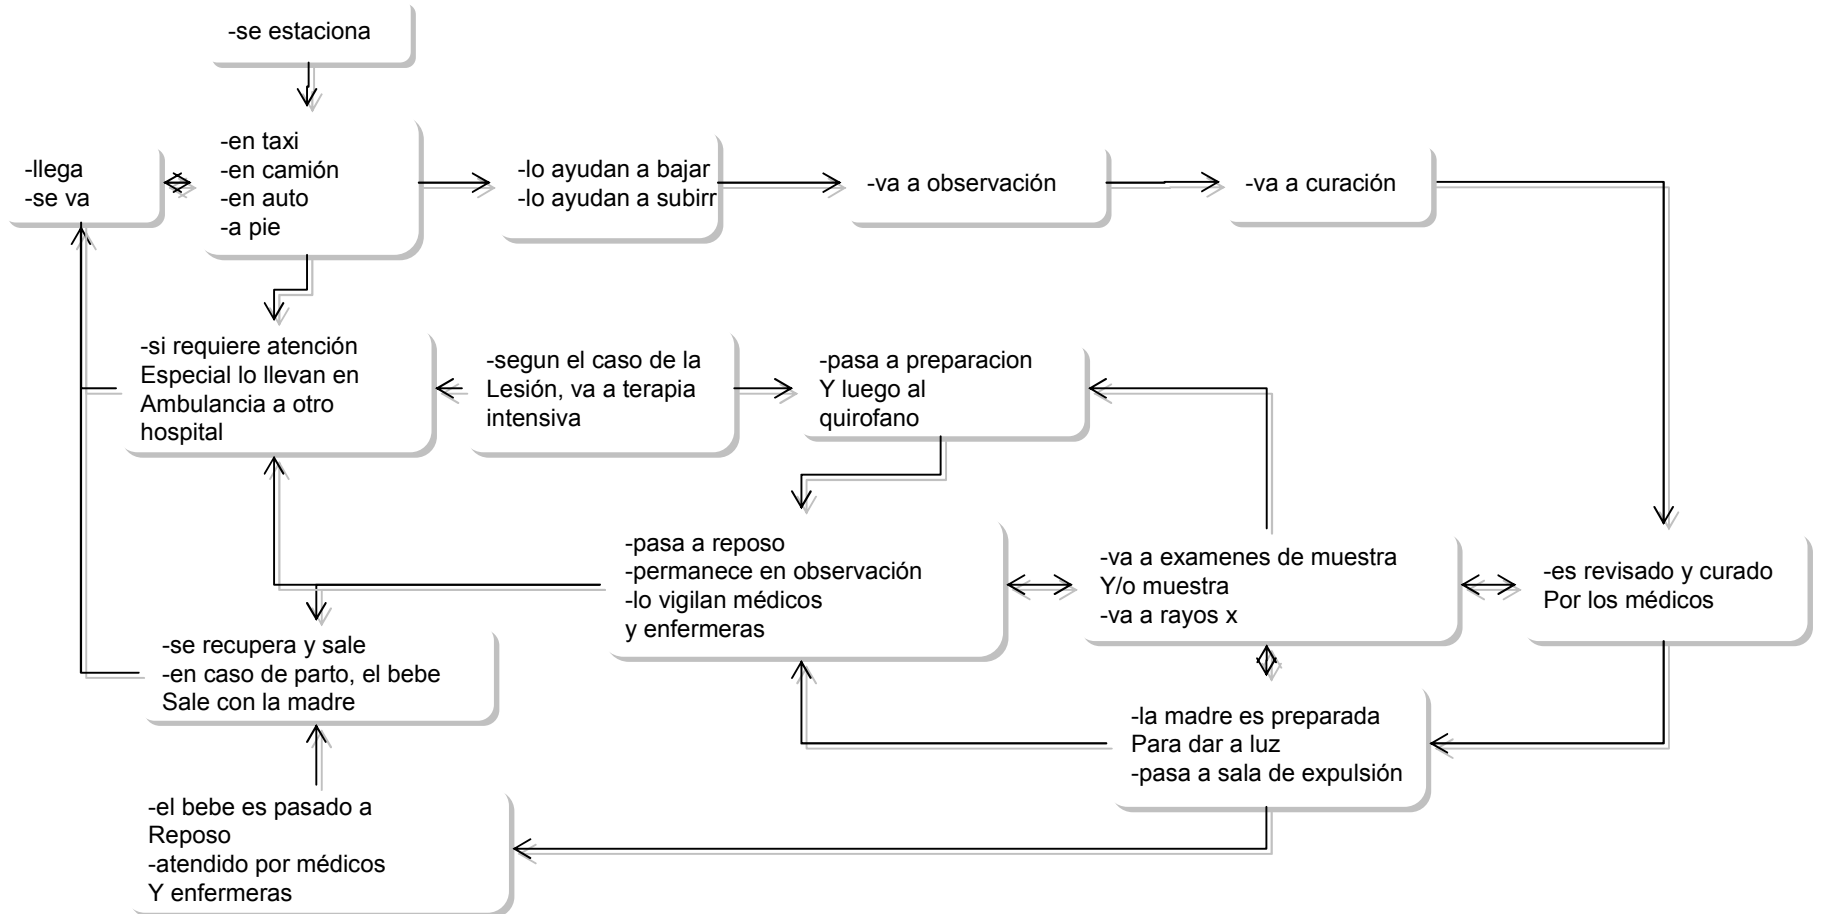 -se estaciona
-llega
-se va
-en taxi
-en camión
-en auto
-a pie
-lo ayudan a bajar
-lo ayudan a subirr
-va a observación
-va a curación
-si requiere atención
Especial lo llevan en
Ambulancia a otro
hospital
-segun el caso de la
Lesión, va a terapia
intensiva
-pasa a preparacion
Y luego al
quirofano
-pasa a reposo
-permanece en observación
-lo vigilan médicos
y enfermeras
-va a examenes de muestra
Y/o muestra
-va a rayos x
-es revisado y curado
Por los médicos
-se recupera y sale
-en caso de parto, el bebe
Sale con la madre
-la madre es preparada
Para dar a luz
-pasa a sala de expulsión
-el bebe es pasado a
Reposo
-atendido por médicos
Y enfermeras